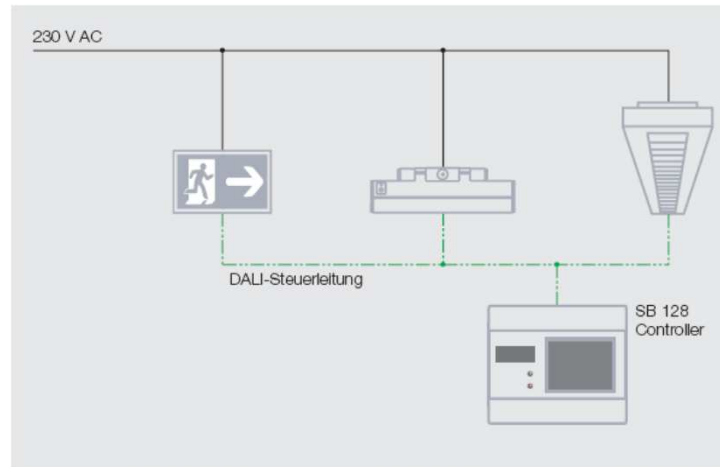 230 V AC
DALI-Steuerleitung
SB 128
Controller